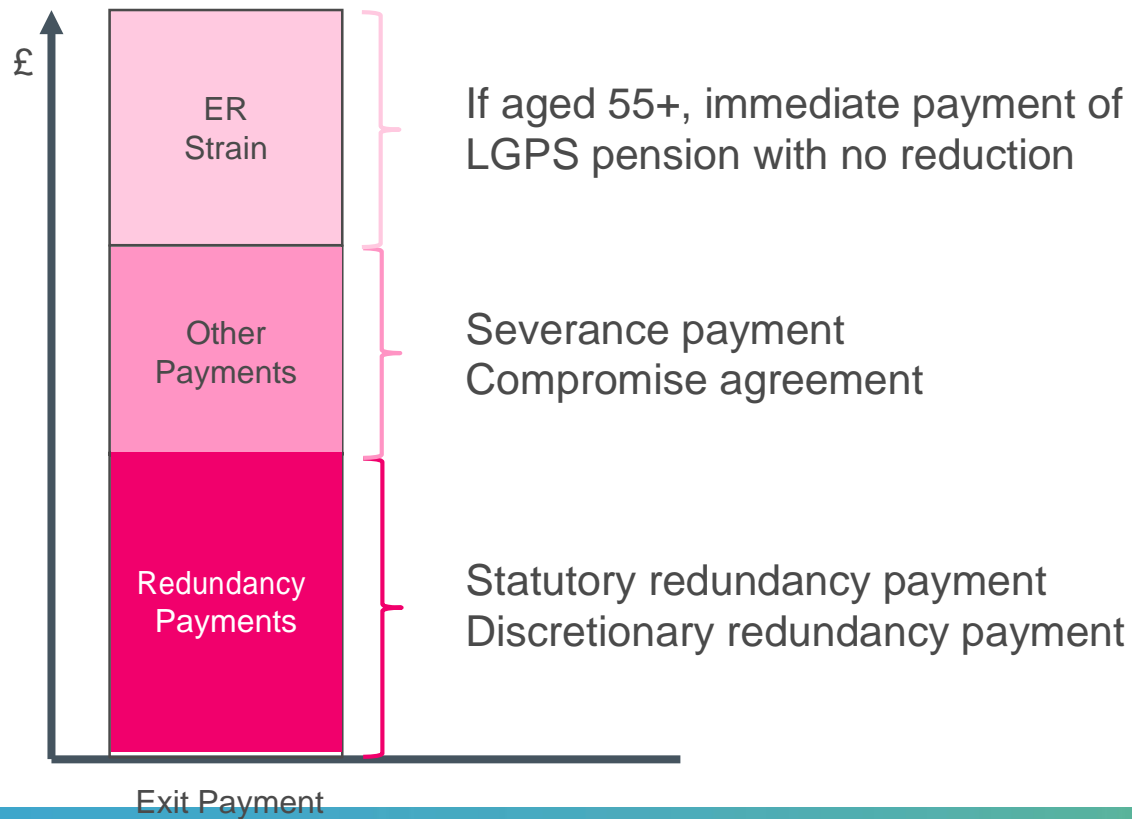 £
ER
Strain
If aged 55+, immediate payment of
LGPS pension with no reduction
Other
Payments
Severance payment
Compromise agreement
Redundancy
Payments
Statutory redundancy payment
Discretionary redundancy payment
Exit Payment